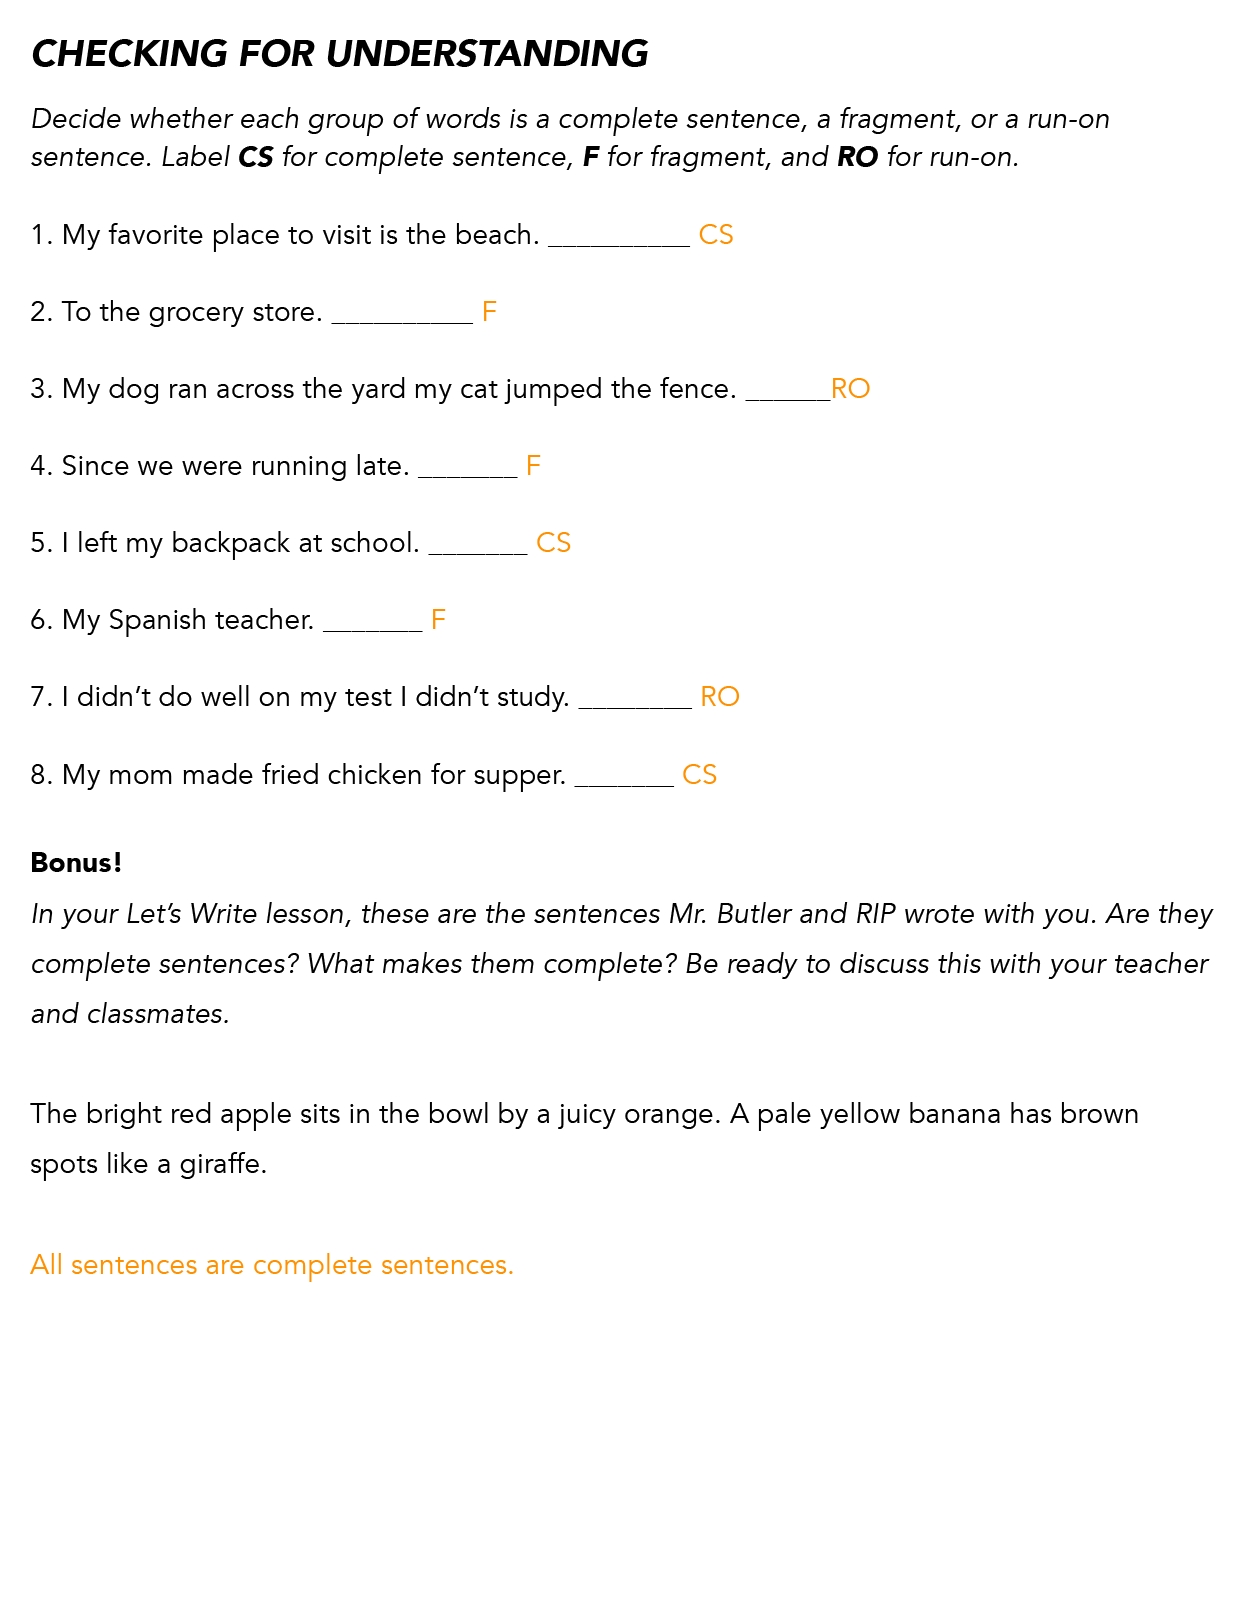 CHECKING FOR UNDERSTANDING
Decide whether each group of words is a complete sentence, a fragment, or a run-on
sentence. Label CS for complete sentence, F for fragment, and RO for run-on.
1. My favorite place to visit is the beach. __________ CS
2. To the grocery store. __________ F
3. My dog ran across the yard my cat jumped the fence. ______RO
4. Since we were running late. _______ F
5. I left my backpack at school. _______ CS
6. My Spanish teacher. _______ F
7. I didn’t do well on my test I didn’t study. ________ RO
8. My mom made fried chicken for supper. _______ CS
Bonus!
In your Let’s Write lesson, these are the sentences Mr. Butler and RIP wrote with you. Are they
complete sentences? What makes them complete? Be ready to discuss this with your teacher
and classmates.
The bright red apple sits in the bowl by a juicy orange. A pale yellow banana has brown
spots like a giraffe.
All sentences are complete sentences.